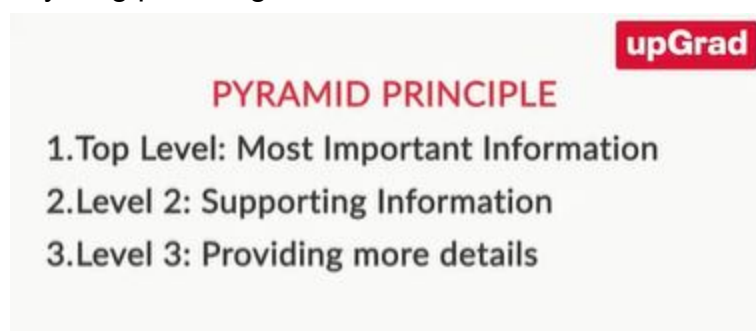 upGrad
PYRAMID PRINCIPLE
1.Top Level: Most Important Information
2.Level 2: Supporting Information
3.Level 3: Providing more details